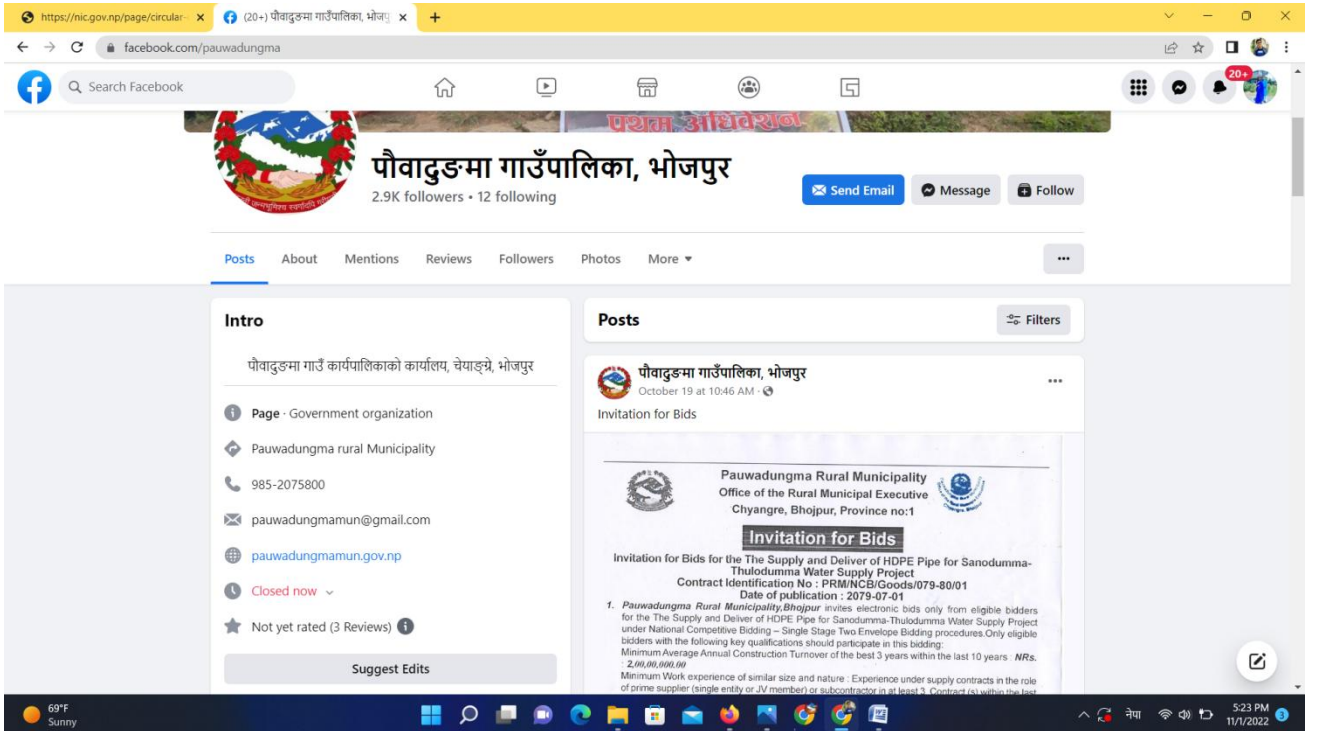 https://nic.gov.np/page/circular-
(20+) पौवादुङमा गाउँपालिका, भोजपु
facebook.com/pauwadungma
Search Facebook
20+
प्रथम अधिवेशन
पौवादुङमा गाउँपालिका, भोजपुर
2.9K followers • 12 following
Send Email
Message
Follow
Posts
About
Mentions
Reviews
Followers
Photos
More
Intro
पौवादुङमा गाउँ कार्यपालिकाको कार्यालय, चेयाङ्ग्रे, भोजपुर
Page · Government organization
Pauwadungma rural Municipality
985-2075800
pauwadungmamun@gmail.com
pauwadungmamun.gov.np
Closed now
Not yet rated (3 Reviews)
Suggest Edits
Posts
Filters
पौवादुङमा गाउँपालिका, भोजपुर
October 19 at 10:46 AM ·
Invitation for Bids
Pauwadungma Rural Municipality
Office of the Rural Municipal Executive
Chyangre, Bhojpur, Province no:1
Invitation for Bids
Invitation for Bids for the The Supply and Deliver of HDPE Pipe for Sanodumma-
Thulodumma Water Supply Project
Contract Identification No : PRM/NCB/Goods/079-80/01
Date of publication : 2079-07-01
1. Pauwadungma Rural Municipality,Bhojpur invites electronic bids only from eligible bidders
for the The Supply and Deliver of HDPE Pipe for Sanodumma-Thulodumma Water Supply Project
under National Competitive Bidding – Single Stage Two Envelope Bidding procedures.Only eligible
bidders with the following key qualifications should participate in this bidding:
Minimum Average Annual Construction Turnover of the best 3 years within the last 10 years : NRs.
: 2,00,00,000.00
Minimum Work experience of similar size and nature : Experience under supply contracts in the role
of prime supplier (single entity or JV member) or subcontractor in at least 3 Contract (s) within the last
69°F
Sunny
नेपा
5:23 PM
11/1/2022
3